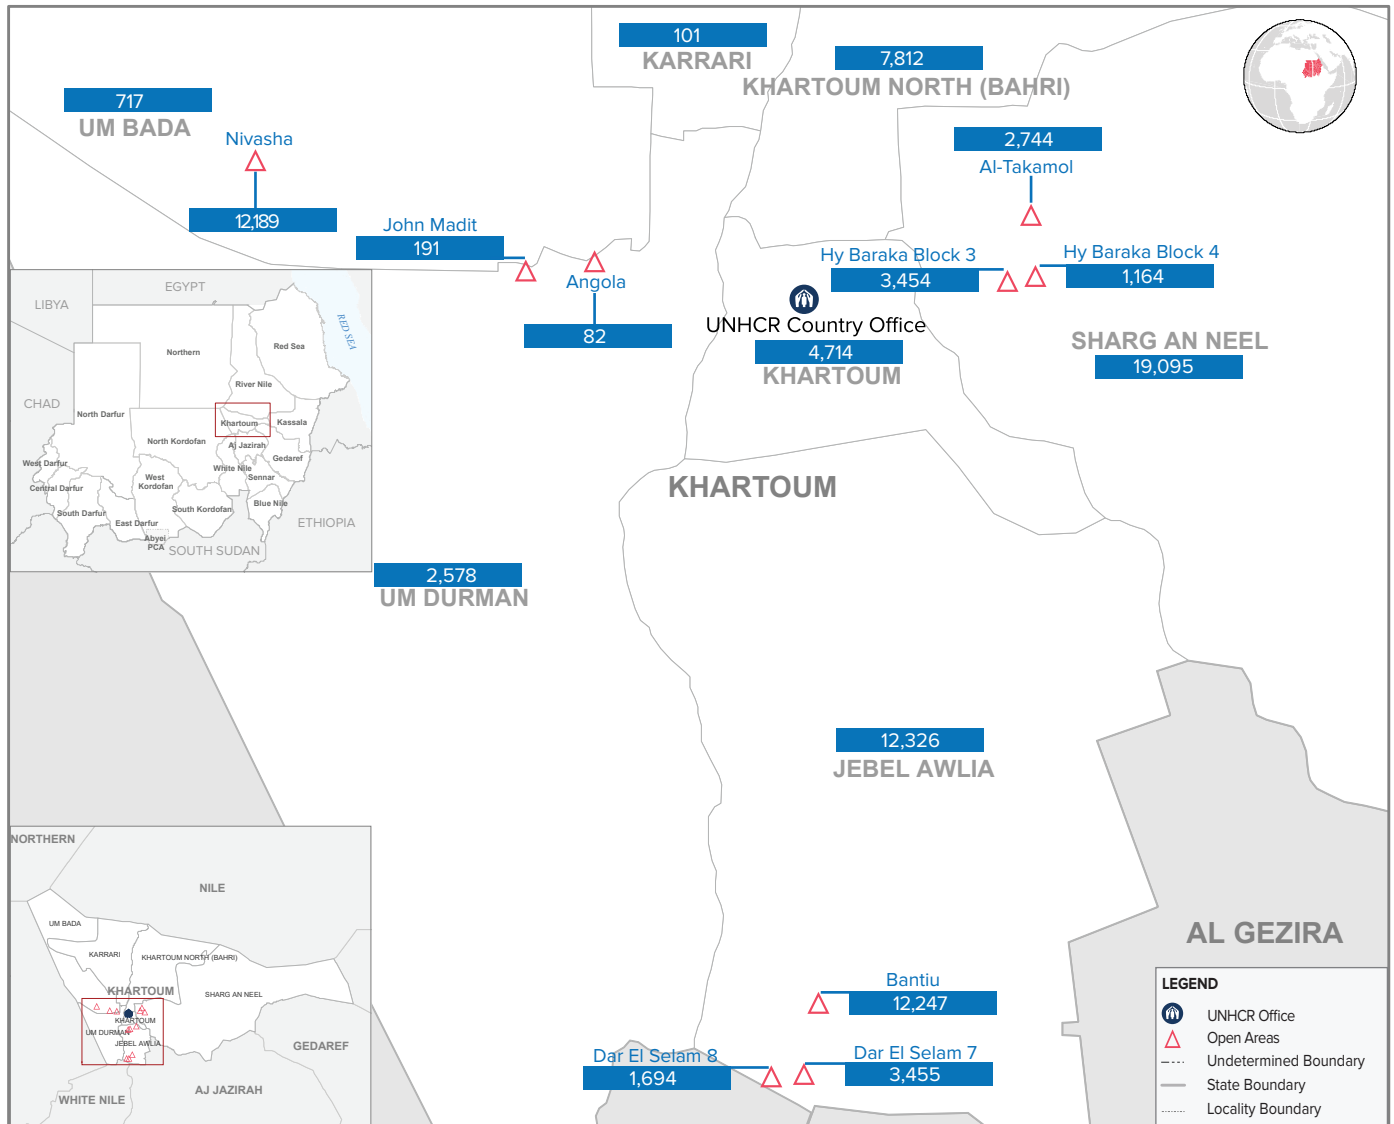 101
KARRARI
7,812
KHARTOUM NORTH (BAHRI)
717
UM BADA
Nivasha
12,189
2,744
Al-Takamol
John Madit
191
Angola
82
Hy Baraka Block 3
3,454
Hy Baraka Block 4
1,164
UNHCR Country Office
4,714
KHARTOUM
SHARG AN NEEL
19,095
KHARTOUM
2,578
UM DURMAN
12,326
JEBEL AWLIA
AL GEZIRA
Bantiu
12,247
Dar El Selam 8
1,694
Dar El Selam 7
3,455
EGYPT
LIBYA
RED SEA
Northern
Red Sea
River Nile
CHAD
North Darfur
Khartoum
Kassala
North Kordofan
Aj Jazirah
Gedaref
West Darfur
White Nile
Sennar
West
Kordofan
Central Darfur
South Darfur
East Darfur
South Kordofan
Blue Nile
ETHIOPIA
Abyei
PCA
SOUTH SUDAN
NORTHERN
NILE
UM BADA
KARRARI
KHARTOUM NORTH (BAHRI)
KHARTOUM
SHARG AN NEEL
KHARTOUM
UM DURMAN
JEBEL AWLIA
GEDAREF
AJ JAZIRAH
WHITE NILE
LEGEND
UNHCR Office
Open Areas
Undetermined Boundary
State Boundary
Locality Boundary